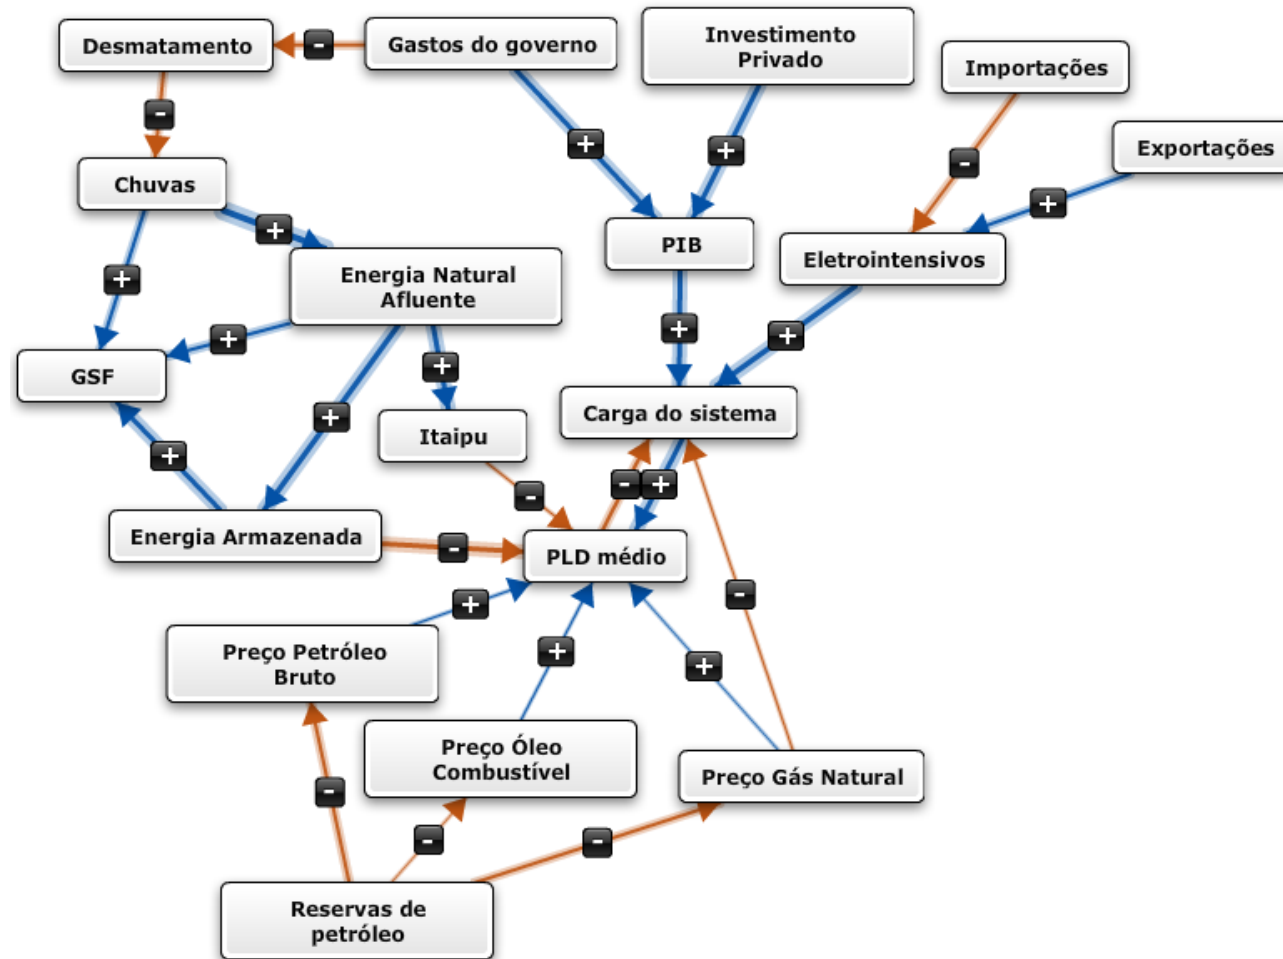 Desmatamento
-
Gastos do governo
Investimento
Privado
Importações
-
+
+
-
Exportações
Chuvas
+
+
PIB
Eletrointensivos
+
Energia Natural
Afluente
+
+
+
+
GSF
+
+
Carga do sistema
Itaipu
+
-
+
-
Energia Armazenada
-
PLD médio
-
+
Preço Petróleo
Bruto
+
+
Preço Óleo
Combustível
Preço Gás Natural
-
-
-
Reservas de
petróleo